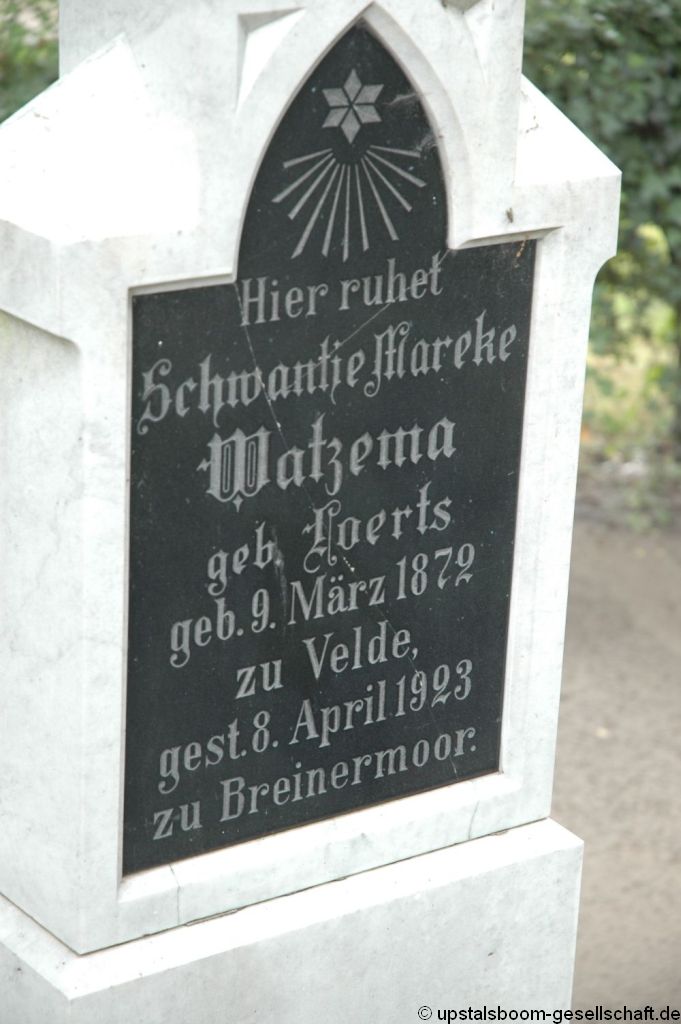 Hier ruhet
Schwantje Mareke
Watzema
geb. Loerts
geb. 9. März 1872
zu Velde,
gest. 8. April 1923
zu Breinermoor.
© upstalsboom-gesellschaft.de